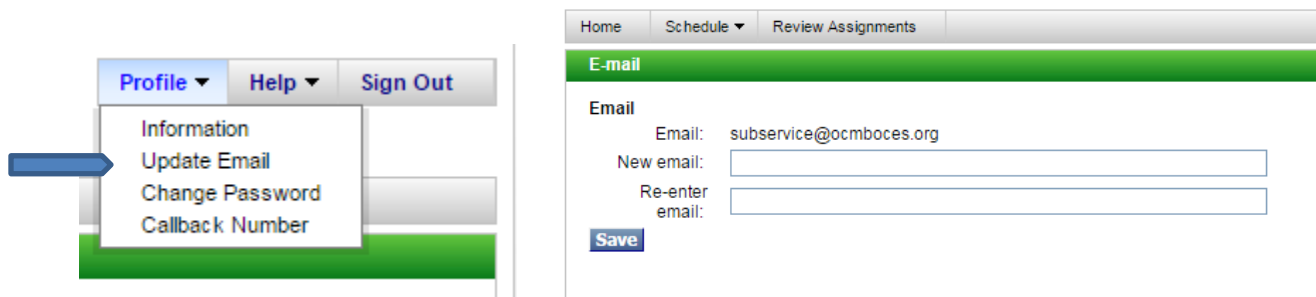 Profile ▼ Help ▼ Sign Out
Information
Update Email
Change Password
Callback Number
Home Schedule ▼ Review Assignments
E-mail
Email
Email: subservice@ocmboces.org
New email:
Re-enter
email:
Save